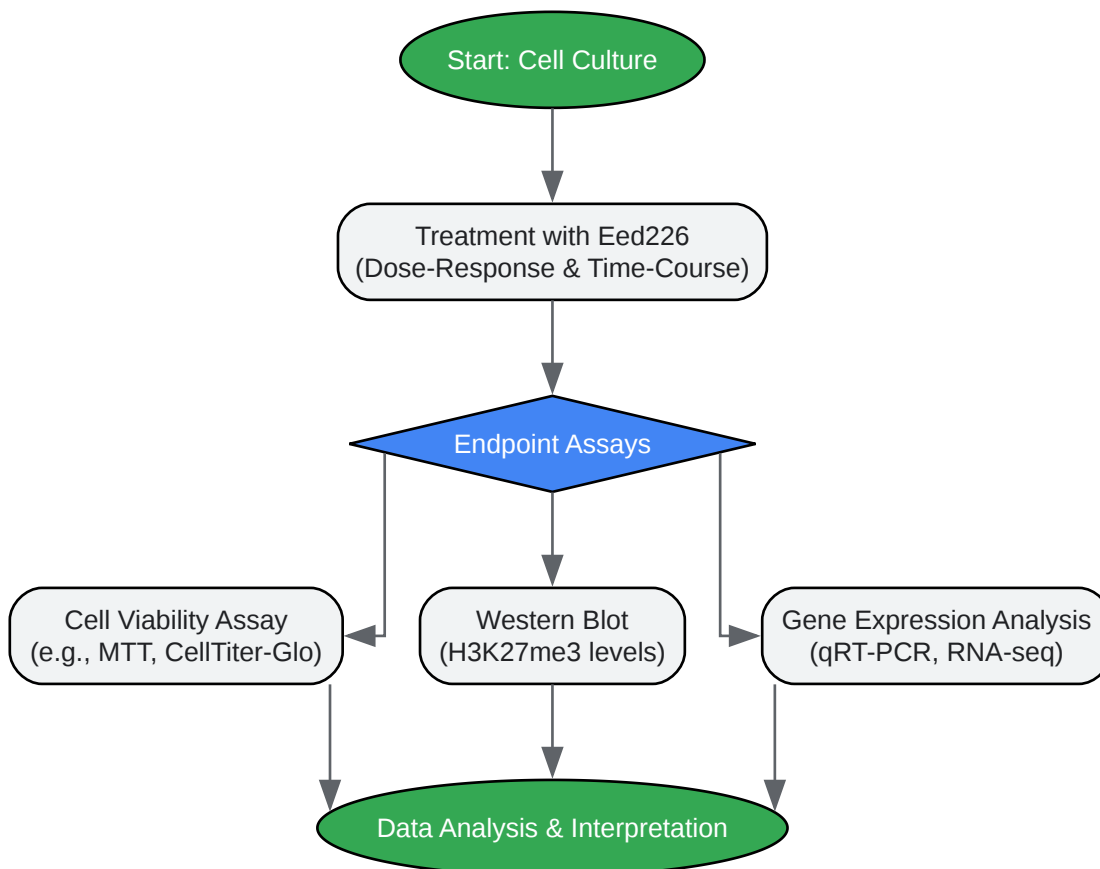 Start: Cell Culture
Treatment with Eed226
(Dose-Response & Time-Course)
Endpoint Assays
Cell Viability Assay
(e.g., MTT, CellTiter-Glo)
Western Blot
(H3K27me3 levels)
Gene Expression Analysis
(qRT-PCR, RNA-seq)
Data Analysis & Interpretation